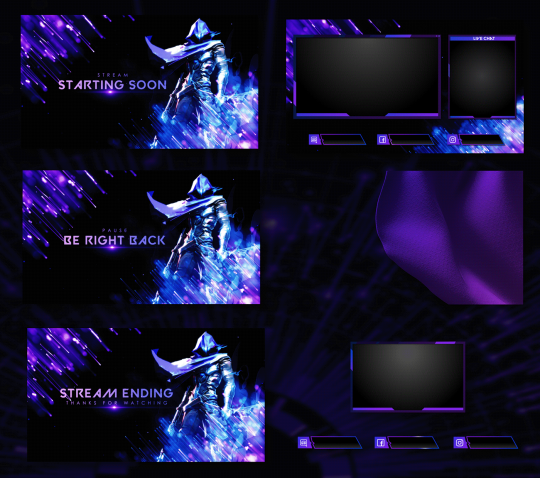 STREAM
STARTING SOON
LIVE CHAT
PAUSE
BE RIGHT BACK
STREAM ENDING
THANKS FOR WATCHING